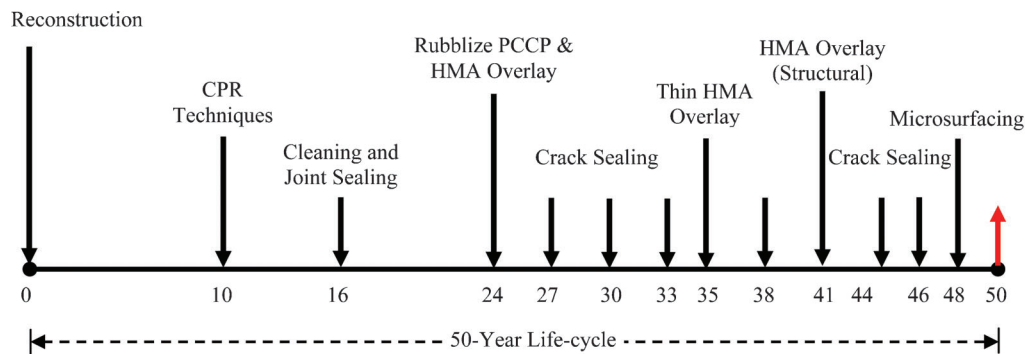 Reconstruction
CPR
Techniques
Cleaning and
Joint Sealing
Rubblize PCCP &
HMA Overlay
Crack Sealing
Thin HMA
Overlay
HMA Overlay
(Structural)
Crack Sealing
Microsurfacing
0 10 16 24 27 30 33 35 38 41 44 46 48 50
50-Year Life-cycle